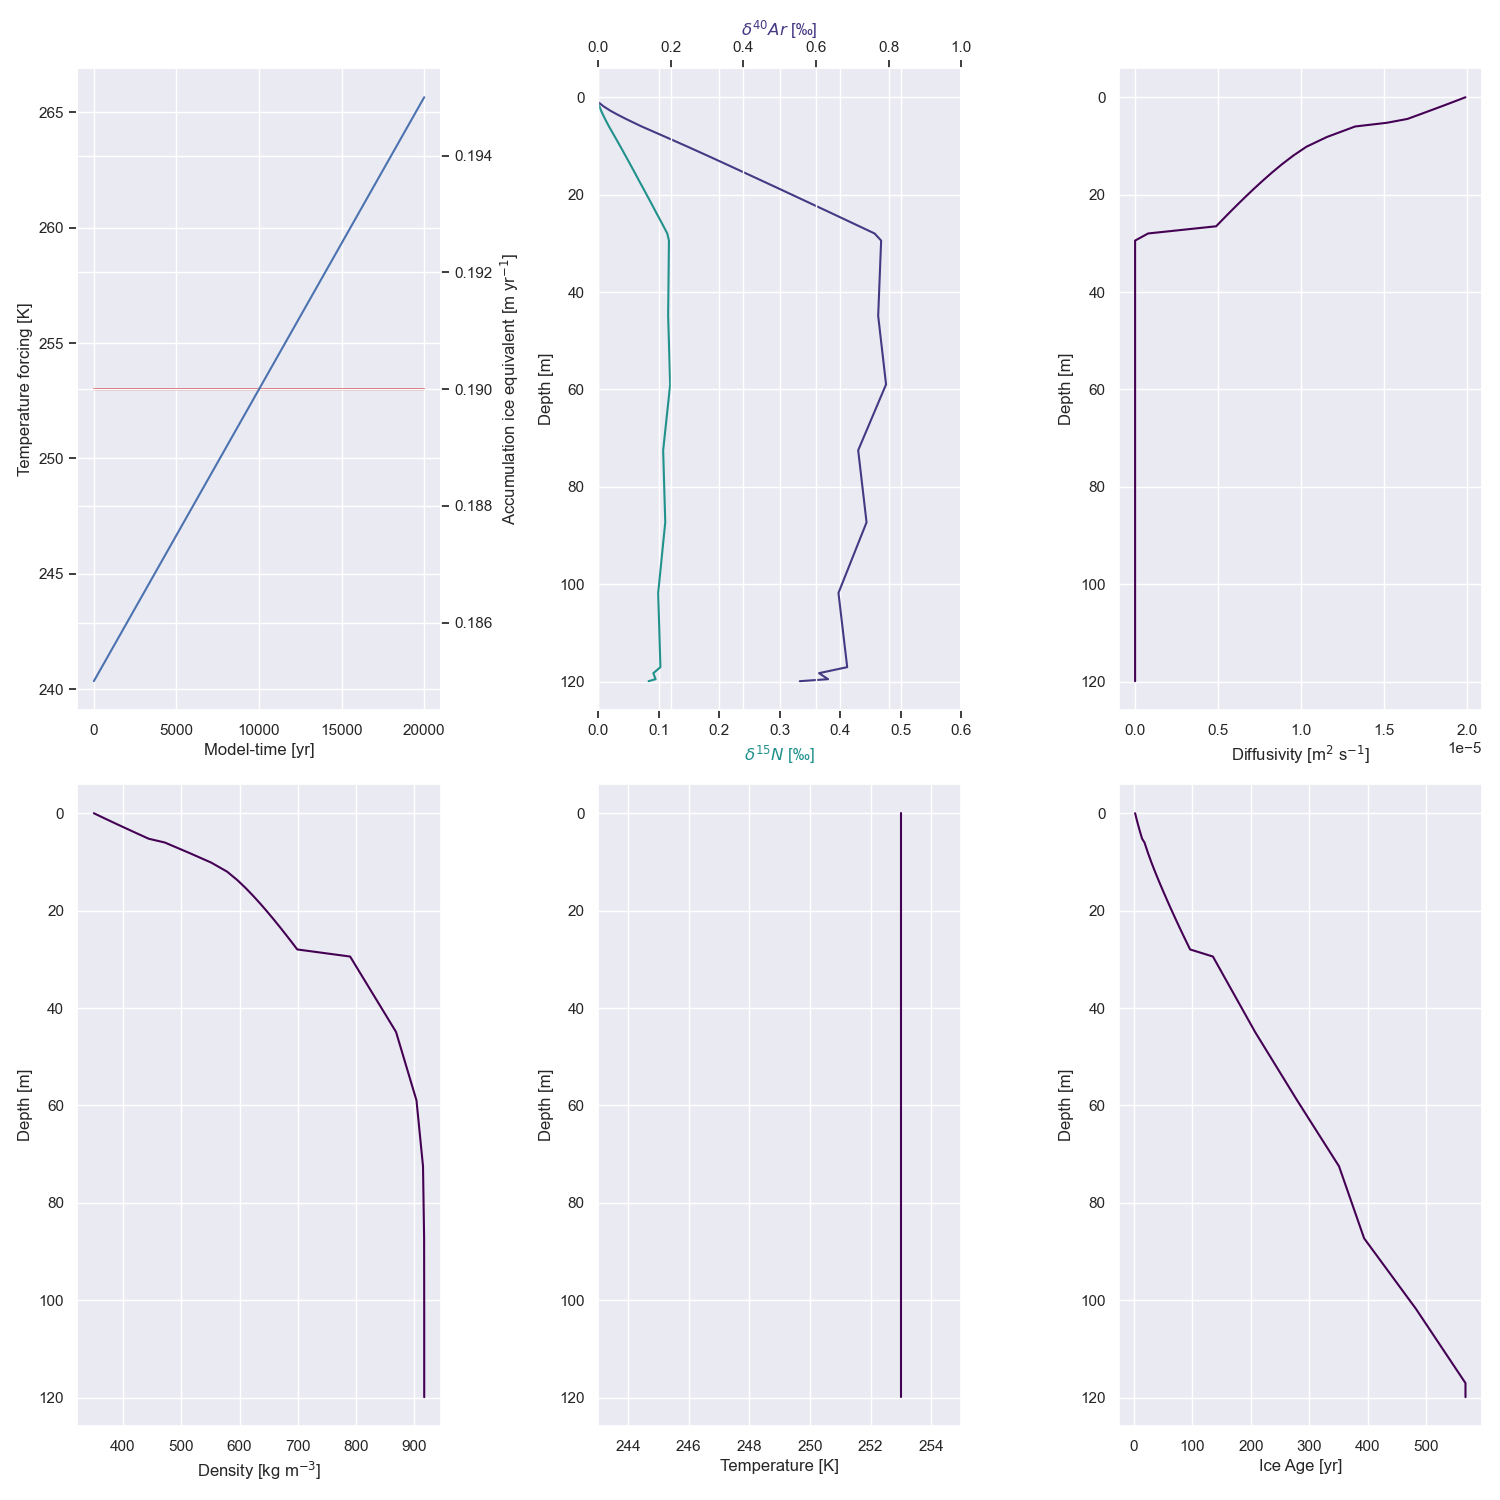 Temperature forcing [K]
265
260
255
250
245
240
0 5000 10000 15000 20000
Model-time [yr]
0.194
0.192
0.190
0.188
0.186
Accumulation ice equivalent [m yr⁻¹]
δ⁴⁰Ar [‰]
0.0 0.2 0.4 0.6 0.8 1.0
Depth [m]
0
20
40
60
80
100
120
0.0 0.1 0.2 0.3 0.4 0.5 0.6
δ¹⁵N [‰]
Depth [m]
0
20
40
60
80
100
120
0.0 0.5 1.0 1.5 2.0
1e−5
Diffusivity [m² s⁻¹]
Depth [m]
0
20
40
60
80
100
120
400 500 600 700 800 900
Density [kg m⁻³]
Depth [m]
0
20
40
60
80
100
120
244 246 248 250 252 254
Temperature [K]
Depth [m]
0
20
40
60
80
100
120
0 100 200 300 400 500
Ice Age [yr]